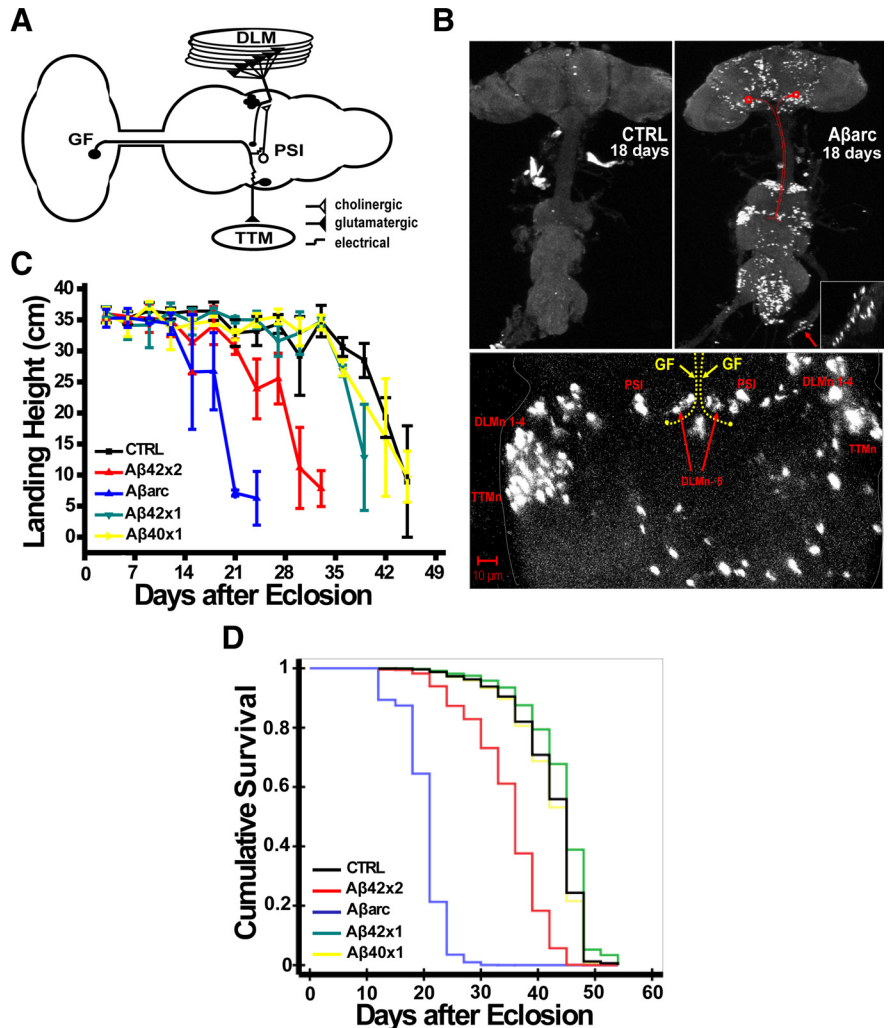 A
DLM
GF
PSI
cholinergic
glutamatergic
electrical
TTM
B
CTRL
18 days
Aβarc
18 days
GF GF
PSI PSI
DLMn 1-4
DLMn 1-4
TTMn
TTMn
DLMn- 5
10 µm
C
Landing Height (cm)
40
35
30
25
20
15
10
5
0
CTRL
Aβ42x2
Aβarc
Aβ42x1
Aβ40x1
0 7 14 21 28 35 42 49
Days after Eclosion
D
Cumulative Survival
1
0.8
0.6
0.4
0.2
0
CTRL
Aβ42x2
Aβarc
Aβ42x1
Aβ40x1
0 10 20 30 40 50 60
Days after Eclosion